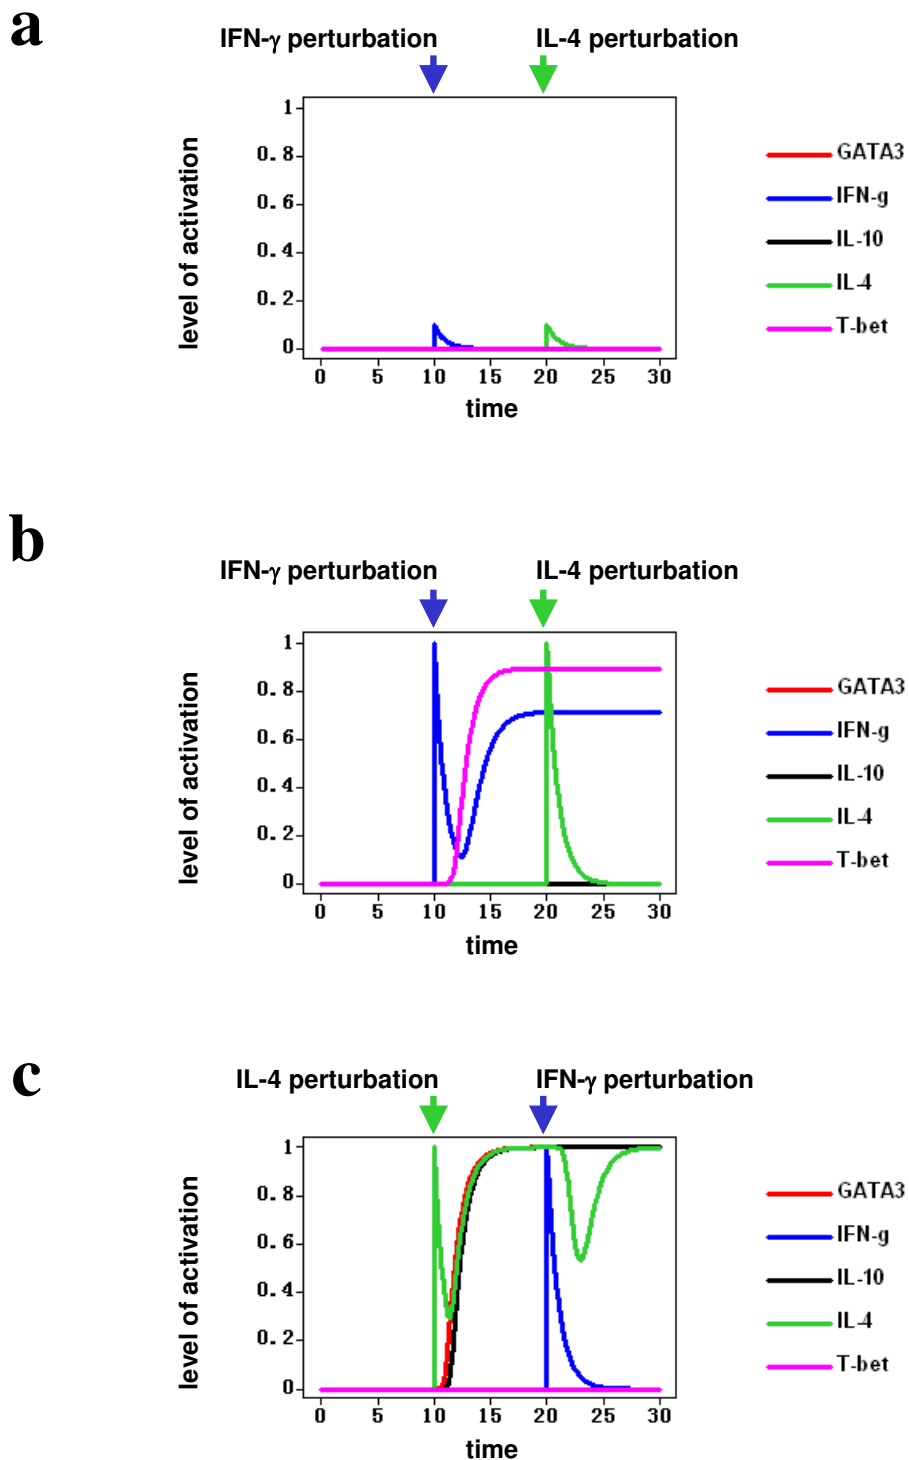 a
IFN-γ perturbation IL-4 perturbation
level of activation
1
0.8
0.6
0.4
0.2
0
0 5 10 15 20 25 30
time
GATA3
IFN-g
IL-10
IL-4
T-bet
b
IFN-γ perturbation IL-4 perturbation
level of activation
1
0.8
0.6
0.4
0.2
0
0 5 10 15 20 25 30
time
GATA3
IFN-g
IL-10
IL-4
T-bet
c
IL-4 perturbation IFN-γ perturbation
level of activation
1
0.8
0.6
0.4
0.2
0
0 5 10 15 20 25 30
time
GATA3
IFN-g
IL-10
IL-4
T-bet